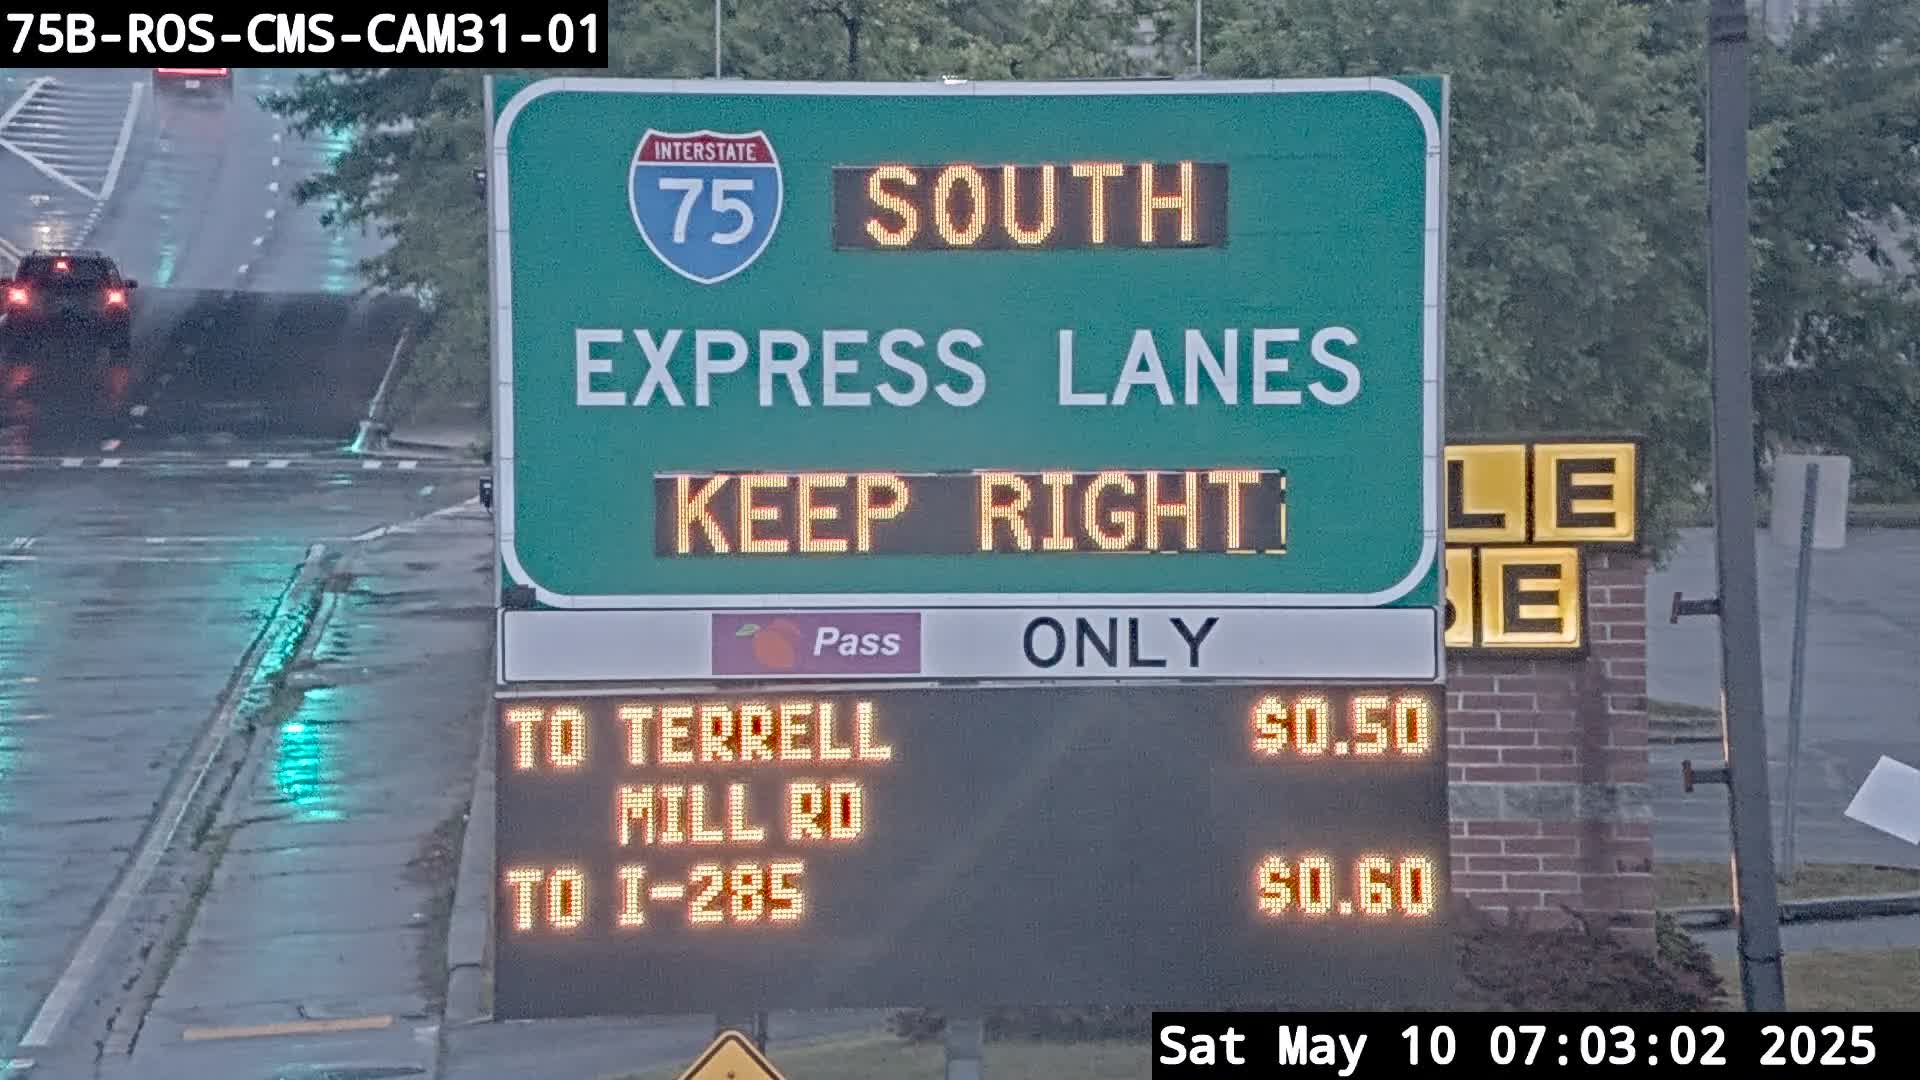 75B-ROS-CMS-CAM31-01
INTERSTATE
75
SOUTH
EXPRESS LANES
KEEP RIGHT
Pass ONLY
TO TERRELL $0.50
MILL RD
TO I-285 $0.60
LE
E
Sat May 10 07:03:02 2025